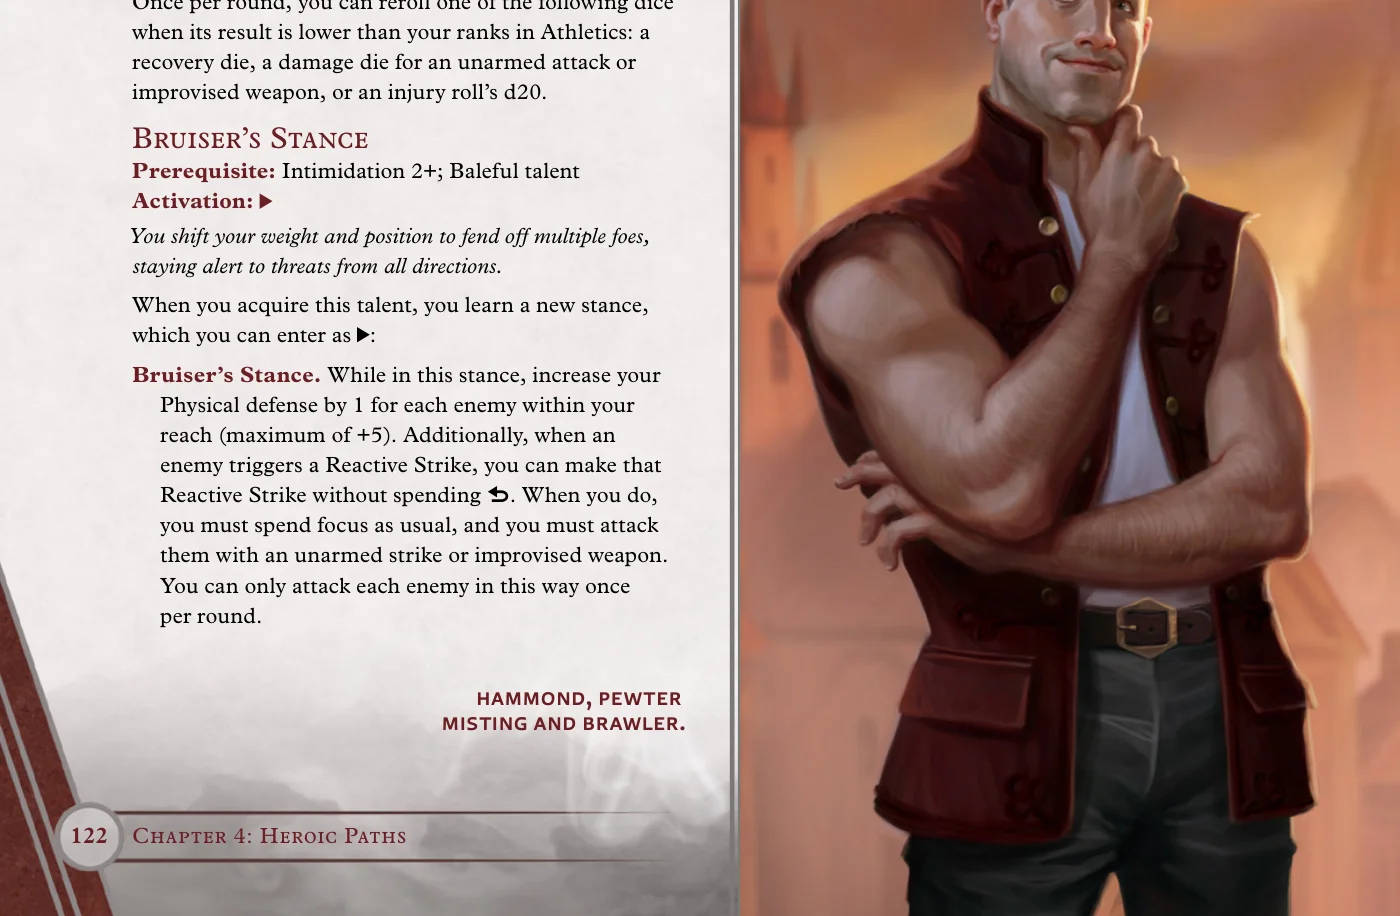 Once per round, you can reroll one of the following dice
when its result is lower than your ranks in Athletics: a
recovery die, a damage die for an unarmed attack or
improvised weapon, or an injury roll’s d20.
Bruiser’s Stance
Prerequisite: Intimidation 2+; Baleful talent
Activation: ▶
You shift your weight and position to fend off multiple foes,
staying alert to threats from all directions.
When you acquire this talent, you learn a new stance,
which you can enter as ▶:
Bruiser’s Stance. While in this stance, increase your
Physical defense by 1 for each enemy within your
reach (maximum of +5). Additionally, when an
enemy triggers a Reactive Strike, you can make that
Reactive Strike without spending ⮌. When you do,
you must spend focus as usual, and you must attack
them with an unarmed strike or improvised weapon.
You can only attack each enemy in this way once
per round.
HAMMOND, PEWTER
MISTING AND BRAWLER.
122 Chapter 4: Heroic Paths